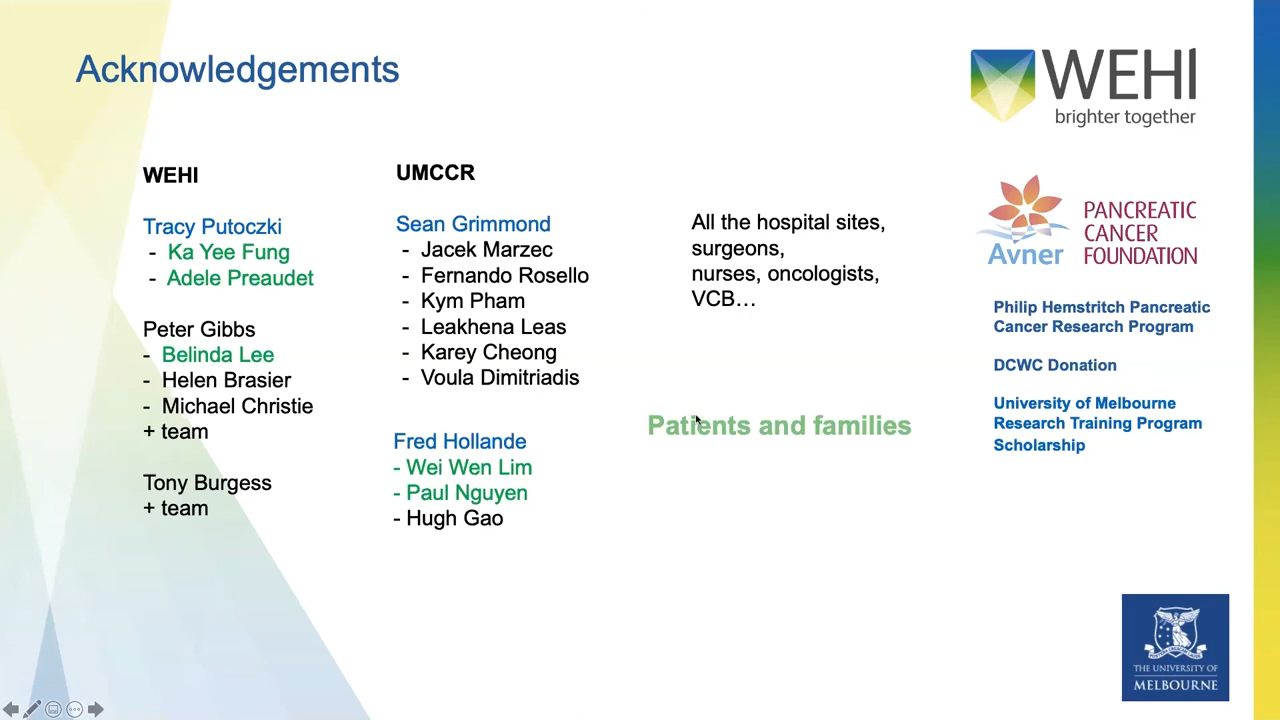 Acknowledgements
WEHI
brighter together
WEHI
Tracy Putoczki
- Ka Yee Fung
- Adele Preaudet
Peter Gibbs
- Belinda Lee
- Helen Brasier
- Michael Christie
+ team
Tony Burgess
+ team
UMCCR
Sean Grimmond
- Jacek Marzec
- Fernando Rosello
- Kym Pham
- Leakhena Leas
- Karey Cheong
- Voula Dimitriadis
Fred Hollande
- Wei Wen Lim
- Paul Nguyen
- Hugh Gao
All the hospital sites,
surgeons,
nurses, oncologists,
VCB…
Patients and families
Avner
PANCREATIC
CANCER
FOUNDATION
Philip Hemstritch Pancreatic
Cancer Research Program
DCWC Donation
University of Melbourne
Research Training Program
Scholarship
THE UNIVERSITY OF
MELBOURNE